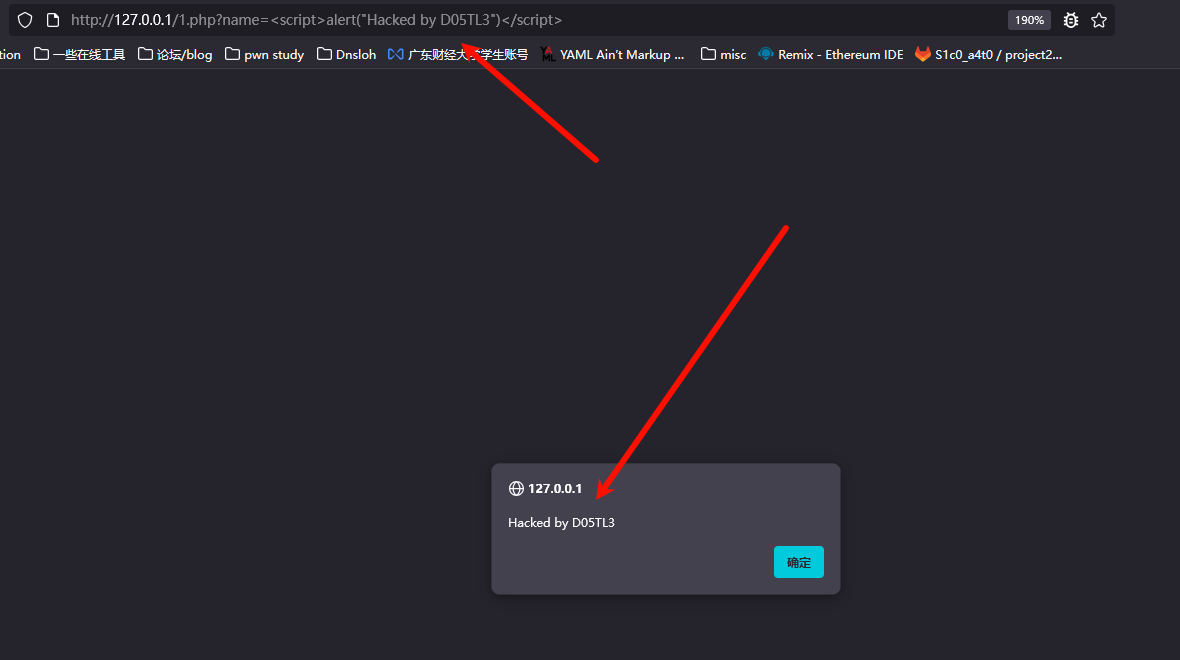 http://127.0.0.1/1.php?name=<script>alert("Hacked by D05TL3")</script>
190%
tion 一些在线工具 论坛/blog pwn study Dnsloh 广东财经大学学生账号 YAML Ain't Markup ... misc Remix - Ethereum IDE S1c0_a4t0 / project2...
127.0.0.1
Hacked by D05TL3
确定